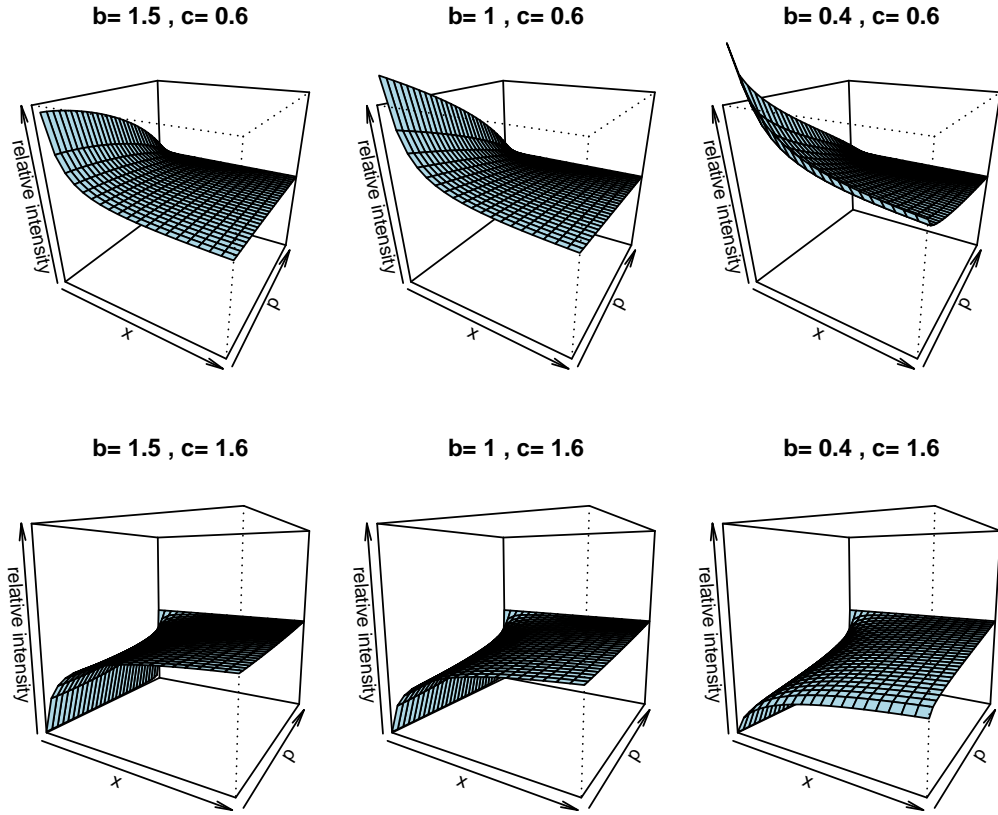 b= 1.5 , c= 0.6
b= 1 , c= 0.6
b= 0.4 , c= 0.6
relative intensity
x
p
relative intensity
x
p
relative intensity
x
p
b= 1.5 , c= 1.6
b= 1 , c= 1.6
b= 0.4 , c= 1.6
relative intensity
x
p
relative intensity
x
p
relative intensity
x
p